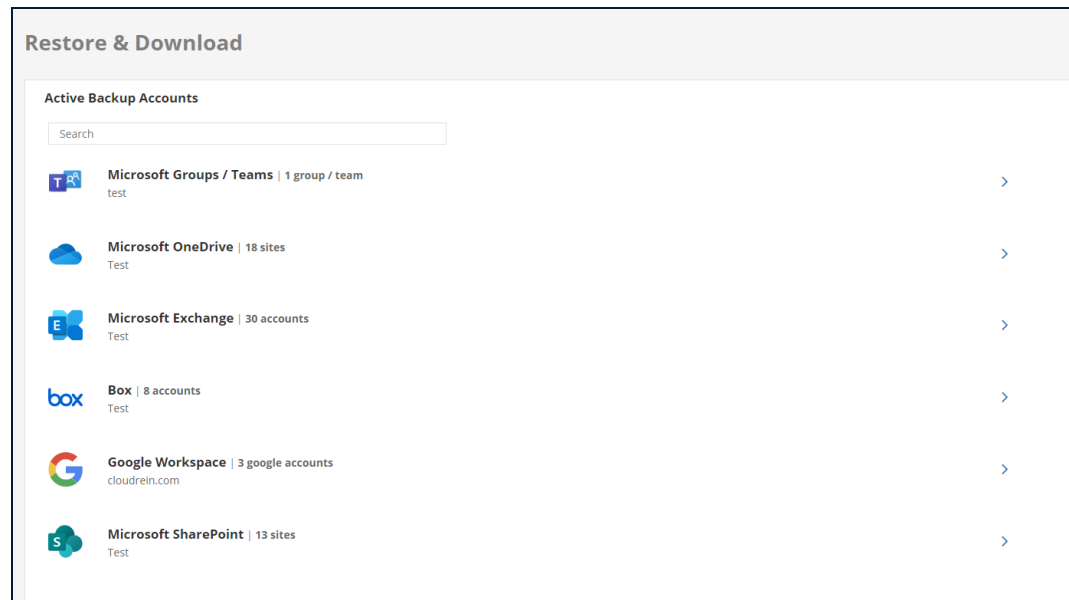 Restore & Download
Active Backup Accounts
Search
T
Microsoft Groups / Teams | 1 group / team
test
Microsoft OneDrive | 18 sites
Test
E
Microsoft Exchange | 30 accounts
Test
box
Box | 8 accounts
Test
G
Google Workspace | 3 google accounts
cloudrein.com
S
Microsoft SharePoint | 13 sites
Test